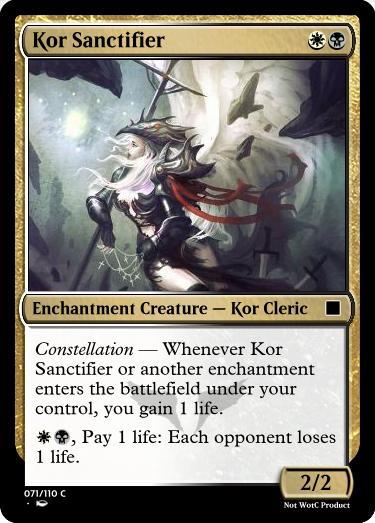 Kor Sanctifier
Enchantment Creature — Kor Cleric
Constellation — Whenever Kor
Sanctifier or another enchantment
enters the battlefield under your
control, you gain 1 life.
, Pay 1 life: Each opponent loses
1 life.
2/2
071/110 C
Not WotC Product